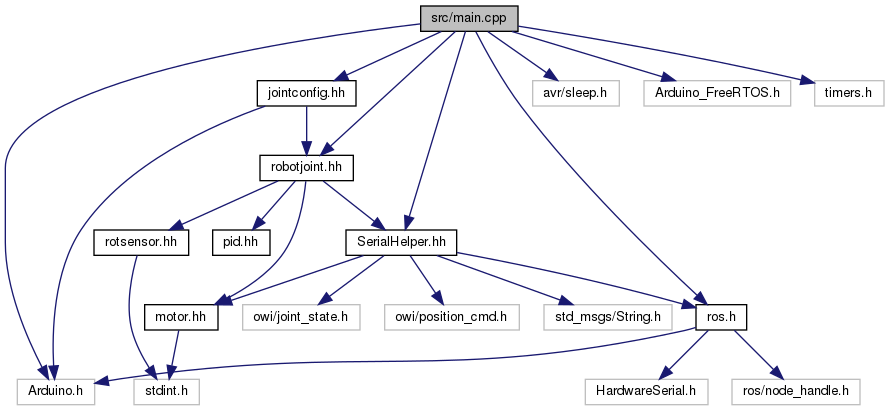 src/main.cpp
jointconfig.hh
avr/sleep.h
Arduino_FreeRTOS.h
timers.h
robotjoint.hh
rotsensor.hh
pid.hh
SerialHelper.hh
motor.hh
owi/joint_state.h
owi/position_cmd.h
std_msgs/String.h
ros.h
Arduino.h
stdint.h
HardwareSerial.h
ros/node_handle.h